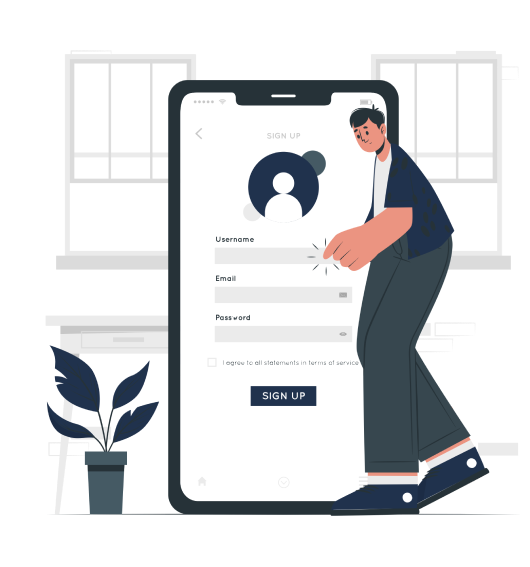 SIGN UP
Username
Email
Password
I agree to all statements in terms of service
SIGN UP